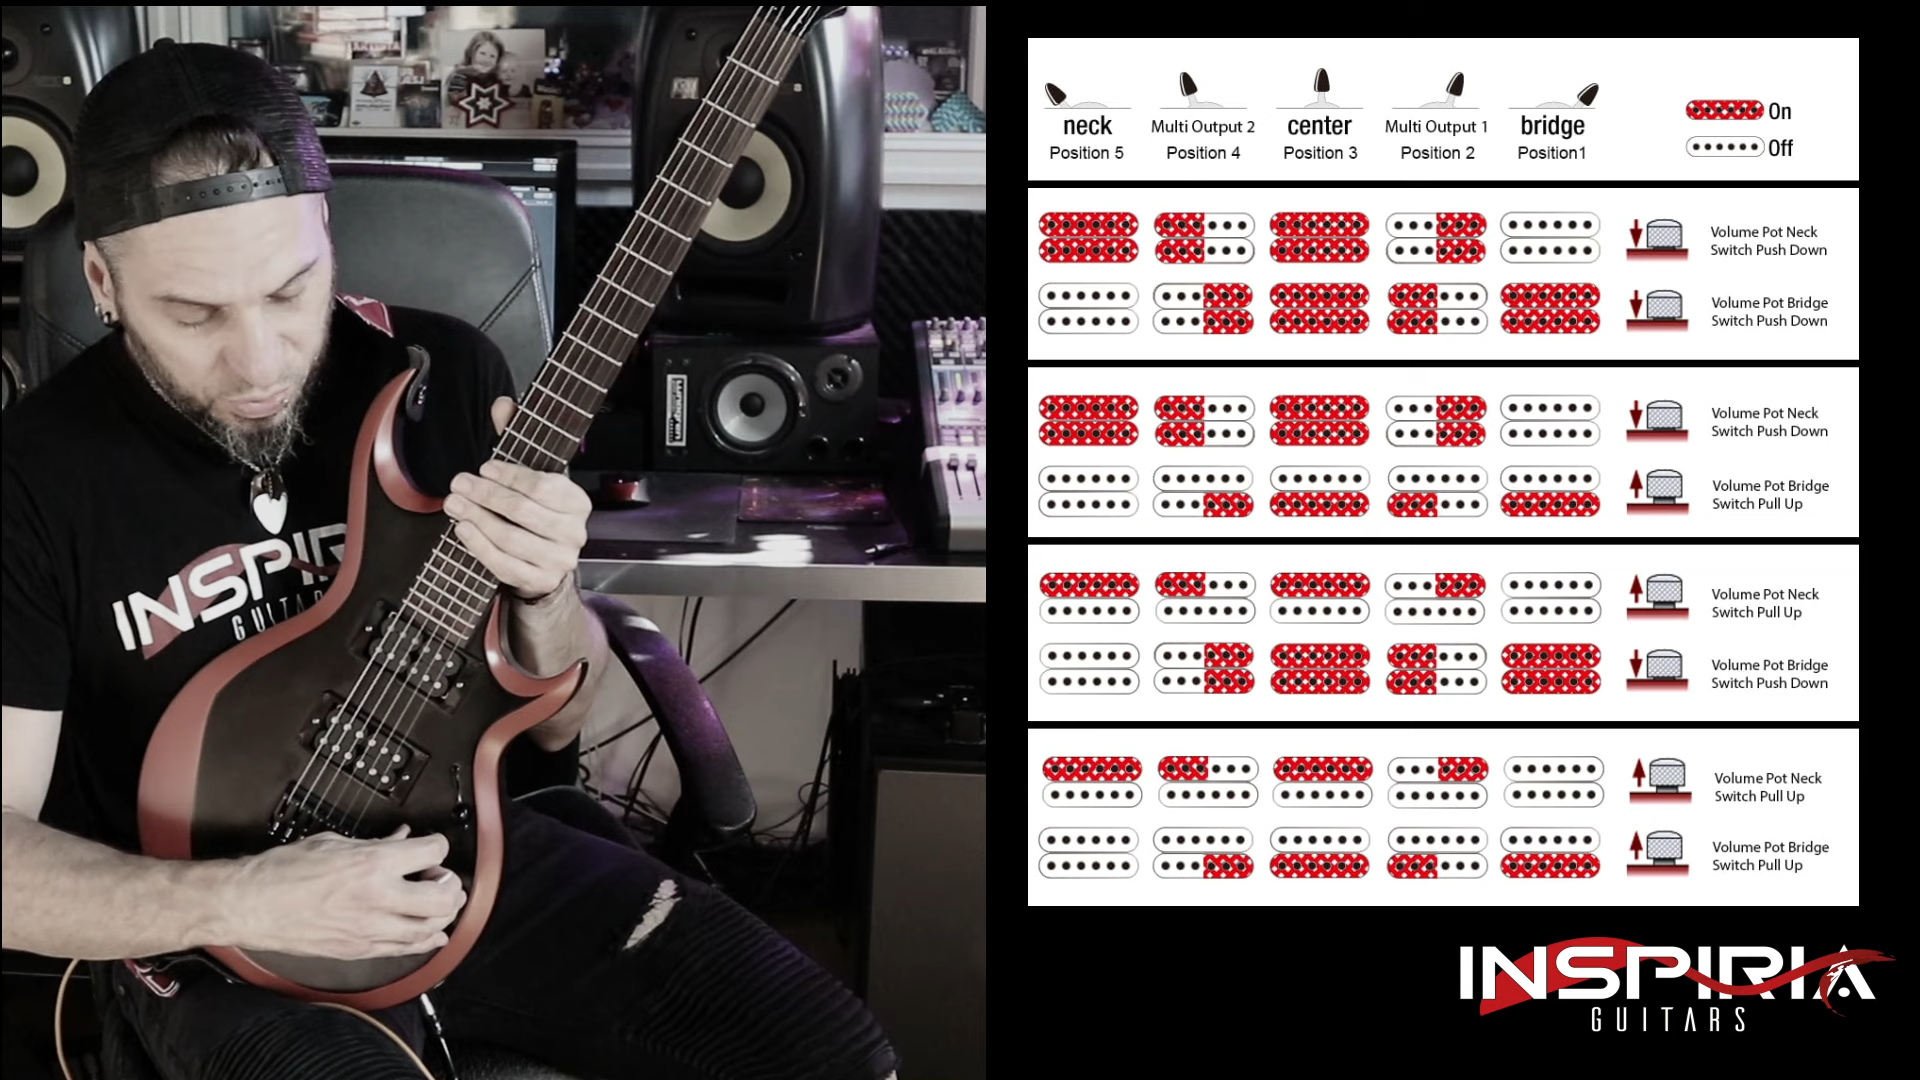 neck
Multi Output 2
center
Multi Output 1
bridge
Position 5
Position 4
Position 3
Position 2
Position1
On
Off
Volume Pot Neck
Switch Push Down
Volume Pot Bridge
Switch Push Down
Volume Pot Neck
Switch Push Down
Volume Pot Bridge
Switch Pull Up
Volume Pot Neck
Switch Pull Up
Volume Pot Bridge
Switch Push Down
Volume Pot Neck
Switch Pull Up
Volume Pot Bridge
Switch Pull Up
INSPIRIA
GUITARS